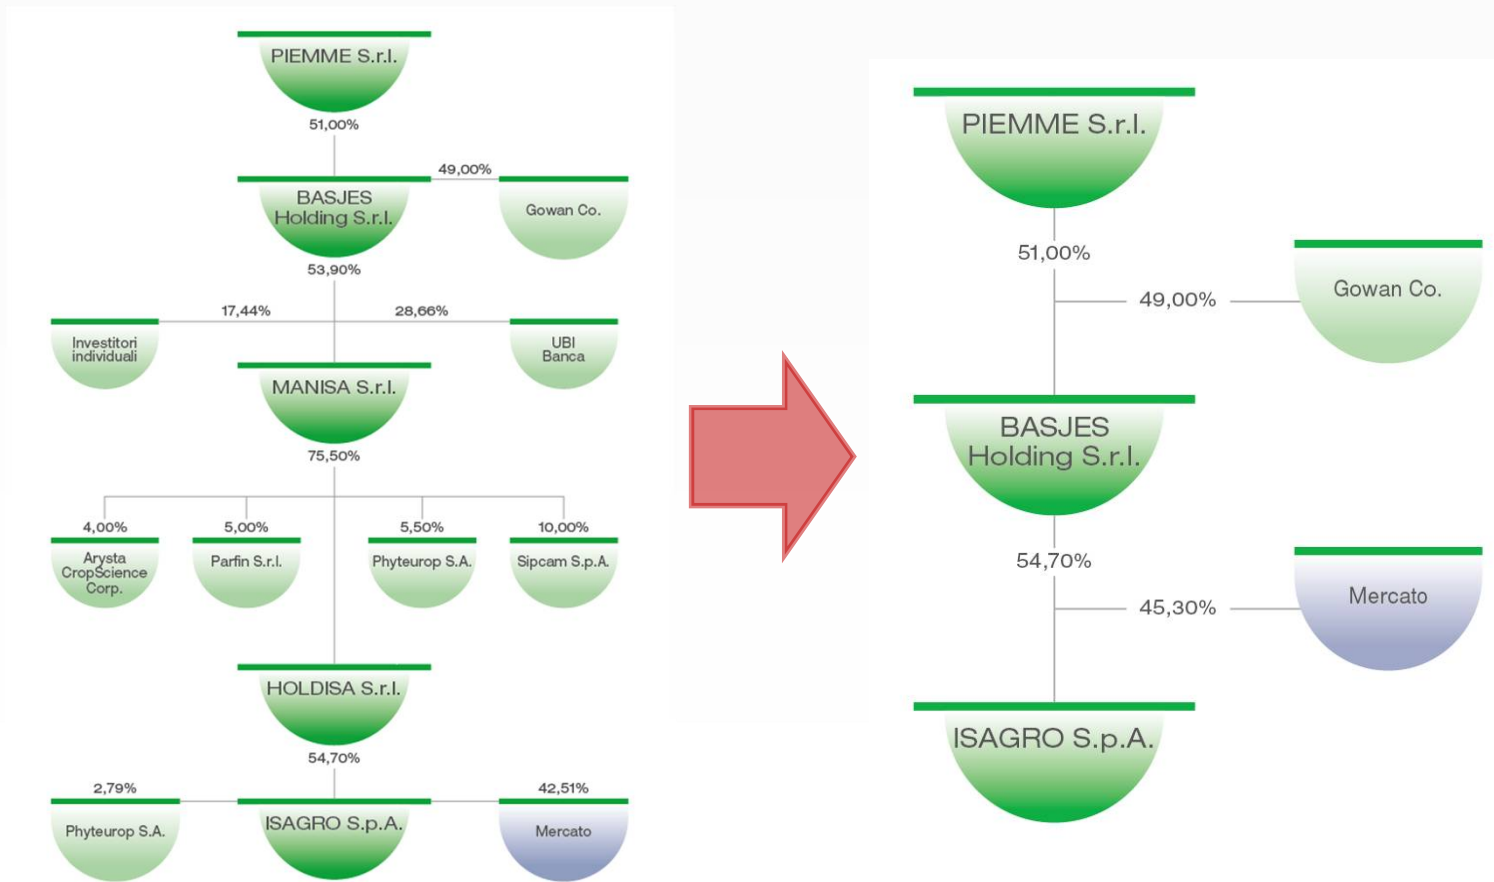 PIEMME S.r.l.
51,00%
49,00%
BASJES
Holding S.r.l.
Gowan Co.
53,90%
17,44%
28,66%
Investitori
individuali
UBI
Banca
MANISA S.r.l.
75,50%
4,00%
5,00%
5,50%
10,00%
Arysta
CropScience
Corp.
Parfin S.r.l.
Phyteurop S.A.
Sipcam S.p.A.
HOLDISA S.r.l.
54,70%
2,79%
42,51%
Phyteurop S.A.
ISAGRO S.p.A.
Mercato
PIEMME S.r.l.
51,00%
49,00%
Gowan Co.
BASJES
Holding S.r.l.
54,70%
45,30%
Mercato
ISAGRO S.p.A.